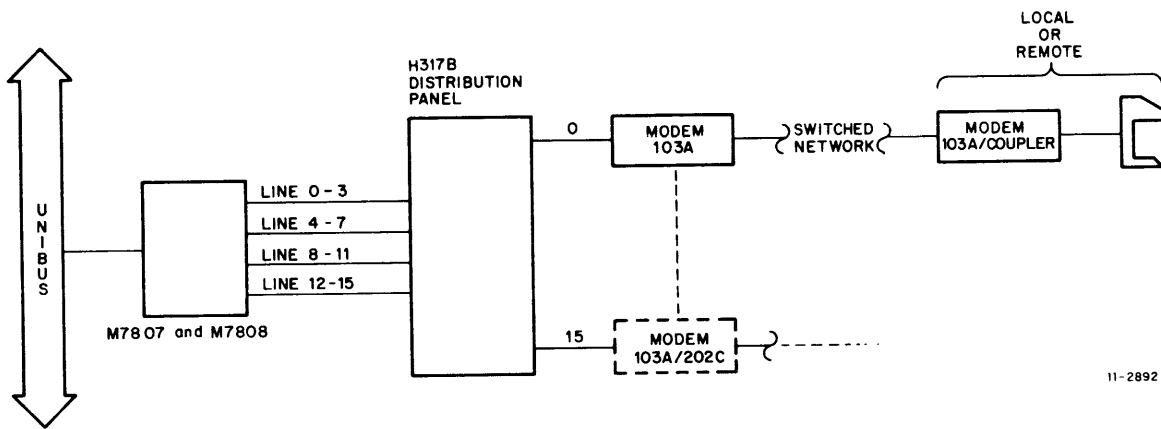 LOCAL
OR
REMOTE
H317B
DISTRIBUTION
PANEL
0
MODEM
103A
SWITCHED
NETWORK
MODEM
103A/COUPLER
UNIBUS
LINE 0-3
LINE 4-7
LINE 8-11
LINE 12-15
M7807 and M7808
15
MODEM
103A/202C
11-2892